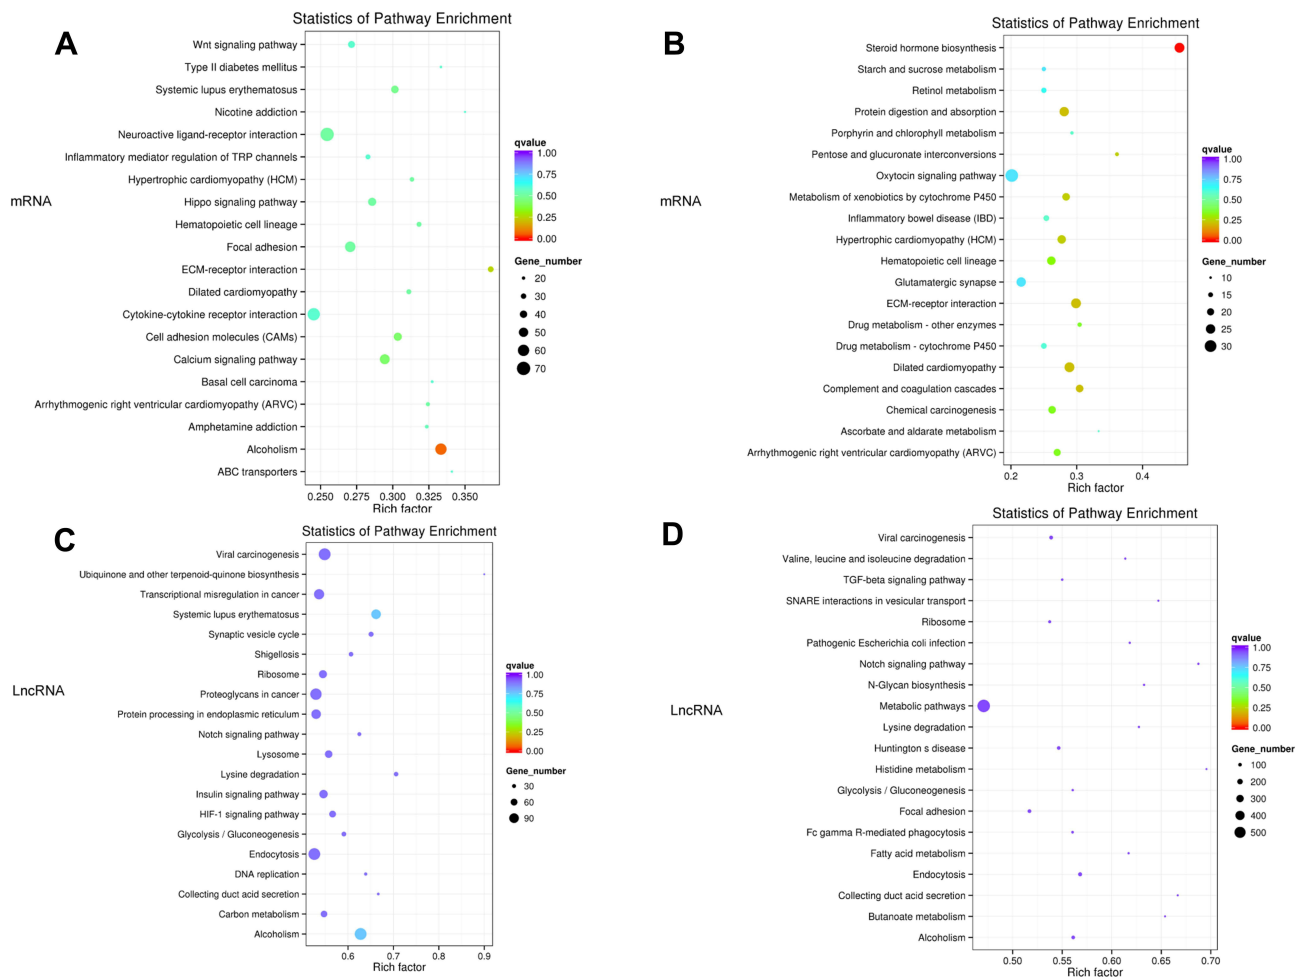 A
Statistics of Pathway Enrichment
mRNA
Wnt signaling pathway
Type II diabetes mellitus
Systemic lupus erythematosus
Nicotine addiction
Neuroactive ligand-receptor interaction
Inflammatory mediator regulation of TRP channels
Hypertrophic cardiomyopathy (HCM)
Hippo signaling pathway
Hematopoietic cell lineage
Focal adhesion
ECM-receptor interaction
Dilated cardiomyopathy
Cytokine-cytokine receptor interaction
Cell adhesion molecules (CAMs)
Calcium signaling pathway
Basal cell carcinoma
Arrhythmogenic right ventricular cardiomyopathy (ARVC)
Amphetamine addiction
Alcoholism
ABC transporters
0.250 0.275 0.300 0.325 0.350
Rich factor
qvalue
1.00
0.75
0.50
0.25
0.00
Gene_number
20
30
40
50
60
70
B
Statistics of Pathway Enrichment
mRNA
Steroid hormone biosynthesis
Starch and sucrose metabolism
Retinol metabolism
Protein digestion and absorption
Porphyrin and chlorophyll metabolism
Pentose and glucuronate interconversions
Oxytocin signaling pathway
Metabolism of xenobiotics by cytochrome P450
Inflammatory bowel disease (IBD)
Hypertrophic cardiomyopathy (HCM)
Hematopoietic cell lineage
Glutamatergic synapse
ECM-receptor interaction
Drug metabolism - other enzymes
Drug metabolism - cytochrome P450
Dilated cardiomyopathy
Complement and coagulation cascades
Chemical carcinogenesis
Ascorbate and aldarate metabolism
Arrhythmogenic right ventricular cardiomyopathy (ARVC)
0.2 0.3 0.4
Rich factor
qvalue
1.00
0.75
0.50
0.25
0.00
Gene_number
10
15
20
25
30
C
Statistics of Pathway Enrichment
LncRNA
Viral carcinogenesis
Ubiquinone and other terpenoid-quinone biosynthesis
Transcriptional misregulation in cancer
Systemic lupus erythematosus
Synaptic vesicle cycle
Shigellosis
Ribosome
Proteoglycans in cancer
Protein processing in endoplasmic reticulum
Notch signaling pathway
Lysosome
Lysine degradation
Insulin signaling pathway
HIF-1 signaling pathway
Glycolysis / Gluconeogenesis
Endocytosis
DNA replication
Collecting duct acid secretion
Carbon metabolism
Alcoholism
0.6 0.7 0.8 0.9
Rich factor
qvalue
1.00
0.75
0.50
0.25
0.00
Gene_number
30
60
90
D
Statistics of Pathway Enrichment
LncRNA
Viral carcinogenesis
Valine, leucine and isoleucine degradation
TGF-beta signaling pathway
SNARE interactions in vesicular transport
Ribosome
Pathogenic Escherichia coli infection
Notch signaling pathway
N-Glycan biosynthesis
Metabolic pathways
Lysine degradation
Huntington s disease
Histidine metabolism
Glycolysis / Gluconeogenesis
Focal adhesion
Fc gamma R-mediated phagocytosis
Fatty acid metabolism
Endocytosis
Collecting duct acid secretion
Butanoate metabolism
Alcoholism
0.50 0.55 0.60 0.65 0.70
Rich factor
qvalue
1.00
0.75
0.50
0.25
0.00
Gene_number
100
200
300
400
500